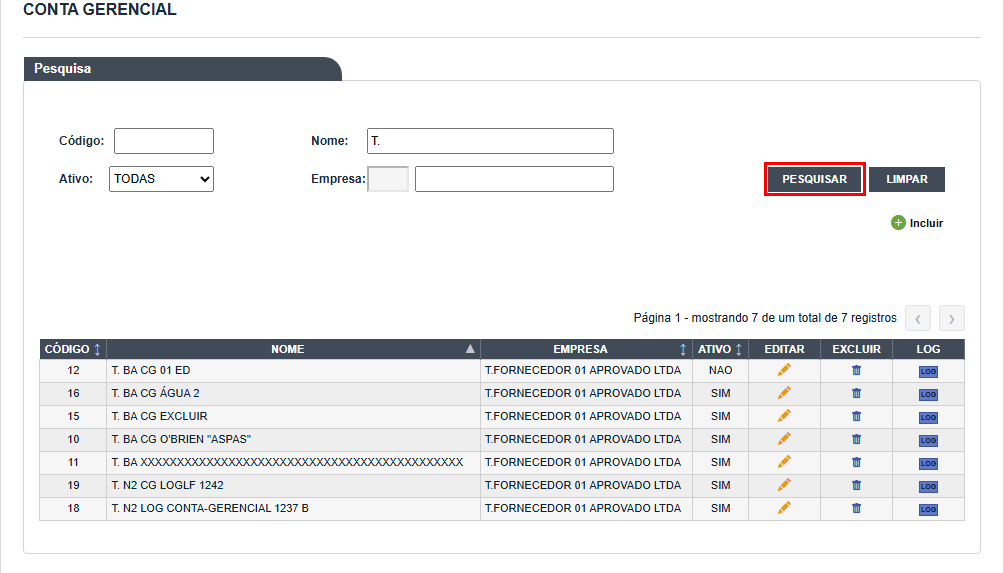 CONTA GERENCIAL
Pesquisa
Código: Nome: T.
Ativo: TODAS Empresa: PESQUISAR LIMPAR
Incluir
Página 1 - mostrando 7 de um total de 7 registros
CÓDIGO NOME EMPRESA ATIVO EDITAR EXCLUIR LOG
12 T. BA CG 01 ED T.FORNECEDOR 01 APROVADO LTDA NAO LOG
16 T. BA CG ÁGUA 2 T.FORNECEDOR 01 APROVADO LTDA SIM LOG
15 T. BA CG EXCLUIR T.FORNECEDOR 01 APROVADO LTDA SIM LOG
10 T. BA CG O'BRIEN "ASPAS" T.FORNECEDOR 01 APROVADO LTDA SIM LOG
11 T. BA XXXXXXXXXXXXXXXXXXXXXXXXXXXXXXXXXXXXXXXXXXXX T.FORNECEDOR 01 APROVADO LTDA SIM LOG
19 T. N2 CG LOGLF 1242 T.FORNECEDOR 01 APROVADO LTDA SIM LOG
18 T. N2 LOG CONTA-GERENCIAL 1237 B T.FORNECEDOR 01 APROVADO LTDA SIM LOG